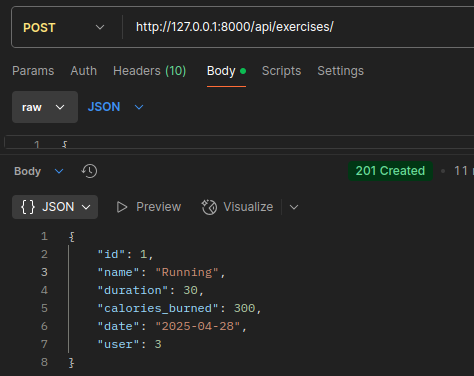 POST http://127.0.0.1:8000/api/exercises/
Params Auth Headers (10) Body Scripts Settings
raw JSON
1 {
Body 201 Created 11
{} JSON Preview Visualize
1 {
2 "id": 1,
3 "name": "Running",
4 "duration": 30,
5 "calories_burned": 300,
6 "date": "2025-04-28",
7 "user": 3
8 }